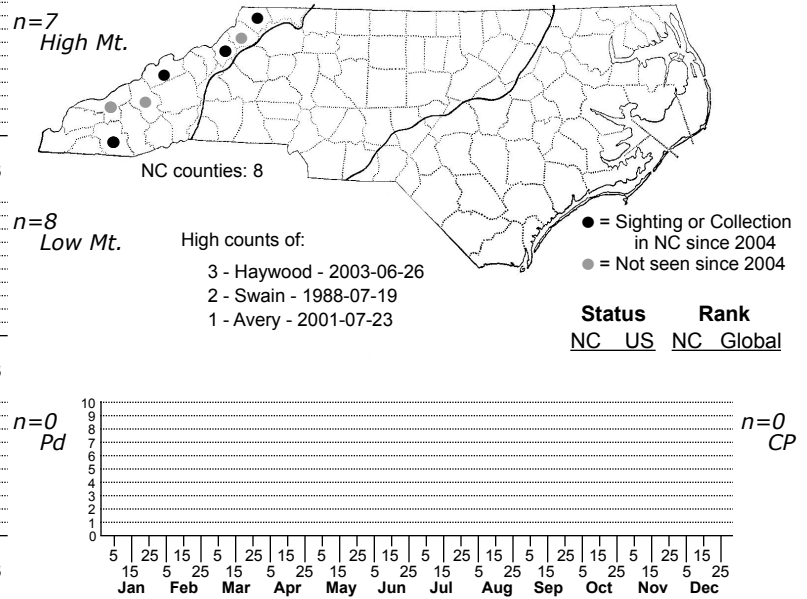 n=7
High Mt.
NC counties: 8
n=8
Low Mt.
High counts of:
3 - Haywood - 2003-06-26
2 - Swain - 1988-07-19
1 - Avery - 2001-07-23
= Sighting or Collection
in NC since 2004
= Not seen since 2004
Status Rank
NC US NC Global
n=0
Pd
10
9
8
7
6
5
4
3
2
1
0
n=0
CP
5 25 15 5 25 15 5 25 15 5 25 15 5 25 15 5 25 15
15 5 25 15 5 25 15 5 25 15 5 25 15 5 25 15 5 25
Jan Feb Mar Apr May Jun Jul Aug Sep Oct Nov Dec